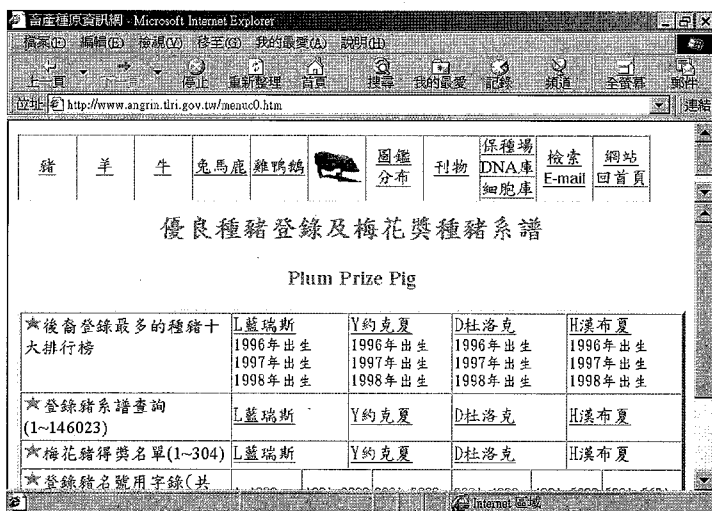 畜產種原資訊網 - Microsoft Internet Explorer
檔案(F) 編輯(E) 檢視(V) 移至(G) 我的最愛(A) 說明(H)
上一頁 停止 重新整理 首頁 搜尋 我的最愛 記錄 頻道 全螢幕 郵件
網址 http://www.angrin.tlri.gov.tw/menuc0.htm 連結
豬 羊 牛 兔馬鹿 雞鴨鵝 圖鑑 分布 刊物 保種場 DNA庫 細胞庫 檢索 E-mail 網站 回首頁
優良種豬登錄及梅花獎種豬系譜
Plum Prize Pig
★後裔登錄最多的種豬十大排行榜 L藍瑞斯 Y約克夏 D杜洛克 H漢布夏
1996年出生 1996年出生 1996年出生 1996年出生
1997年出生 1997年出生 1997年出生 1997年出生
1998年出生 1998年出生 1998年出生 1998年出生
★登錄豬系譜查詢
(1~146023) L藍瑞斯 Y約克夏 D杜洛克 H漢布夏
★梅花豬得獎名單(1~304) L藍瑞斯 Y約克夏 D杜洛克 H漢布夏
★登錄豬名號用字錄(共
Internet 區域